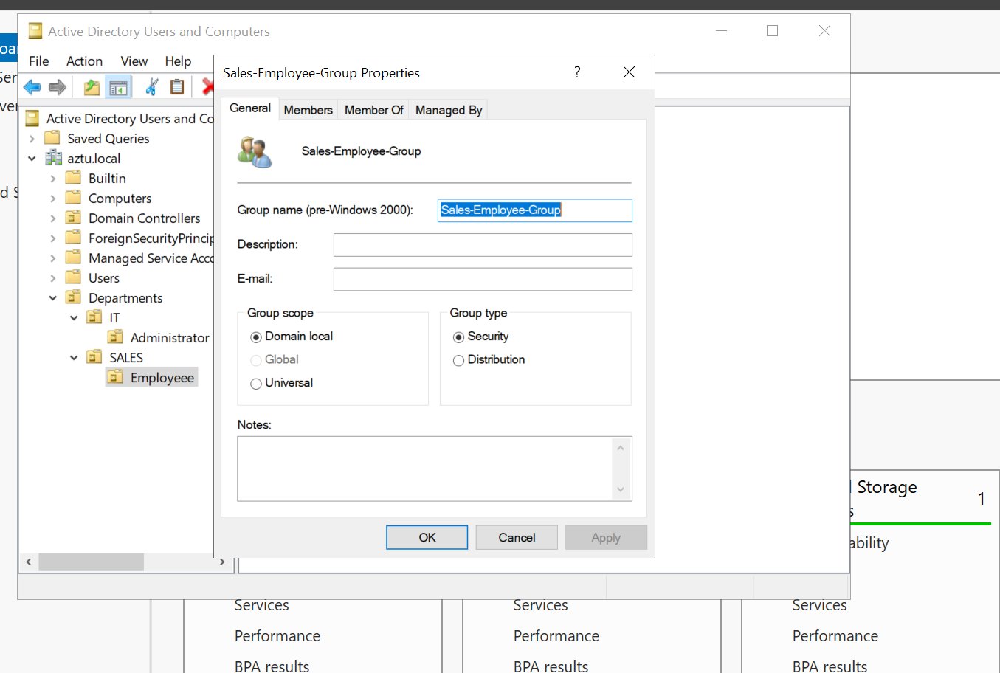 Active Directory Users and Computers
File Action View Help
Sales-Employee-Group Properties
?
General Members Member Of Managed By
Active Directory Users and Co
Saved Queries
aztu.local
Builtin
Computers
Domain Controllers
ForeignSecurityPrincip
Managed Service Acco
Users
Departments
IT
Administrator
SALES
Employeee
Sales-Employee-Group
Group name (pre-Windows 2000): Sales-Employee-Group
Description:
E-mail:
Group scope
Domain local
Global
Universal
Group type
Security
Distribution
Notes:
OK Cancel Apply
Storage
1
ability
Services
Performance
BPA results
Services
Performance
BPA results
Services
Performance
BPA results